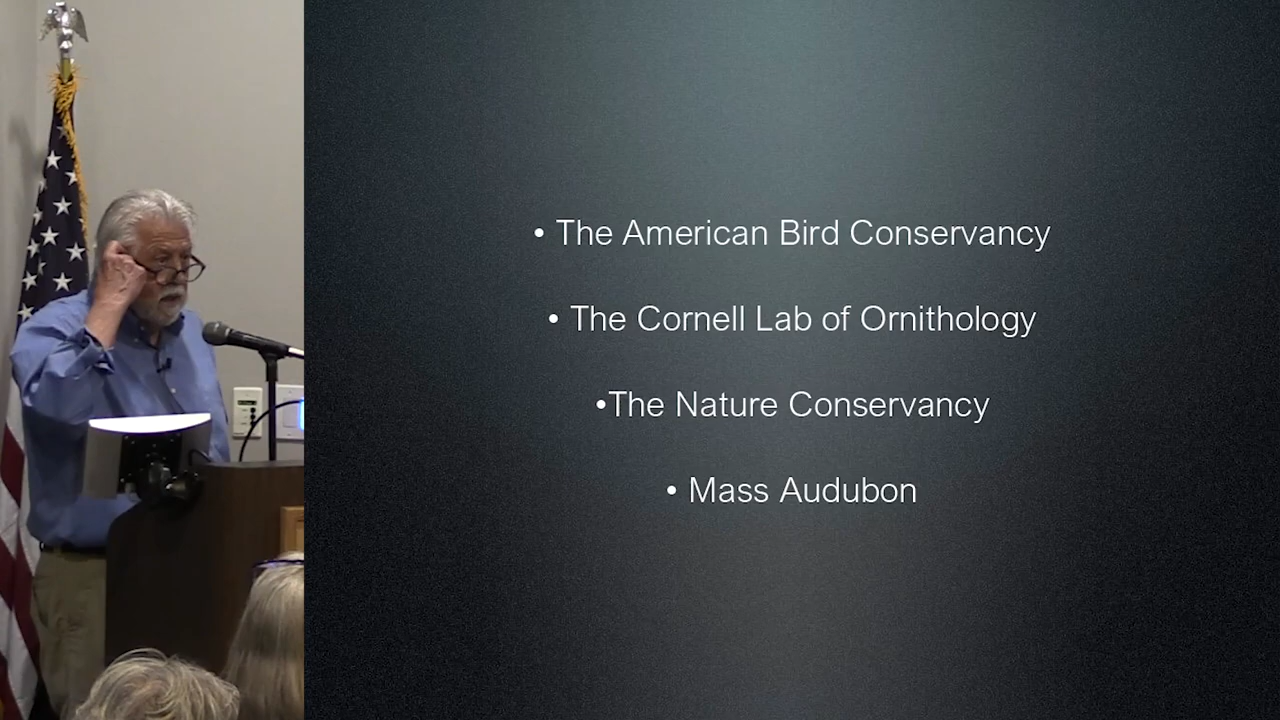 • The American Bird Conservancy
• The Cornell Lab of Ornithology
•The Nature Conservancy
• Mass Audubon